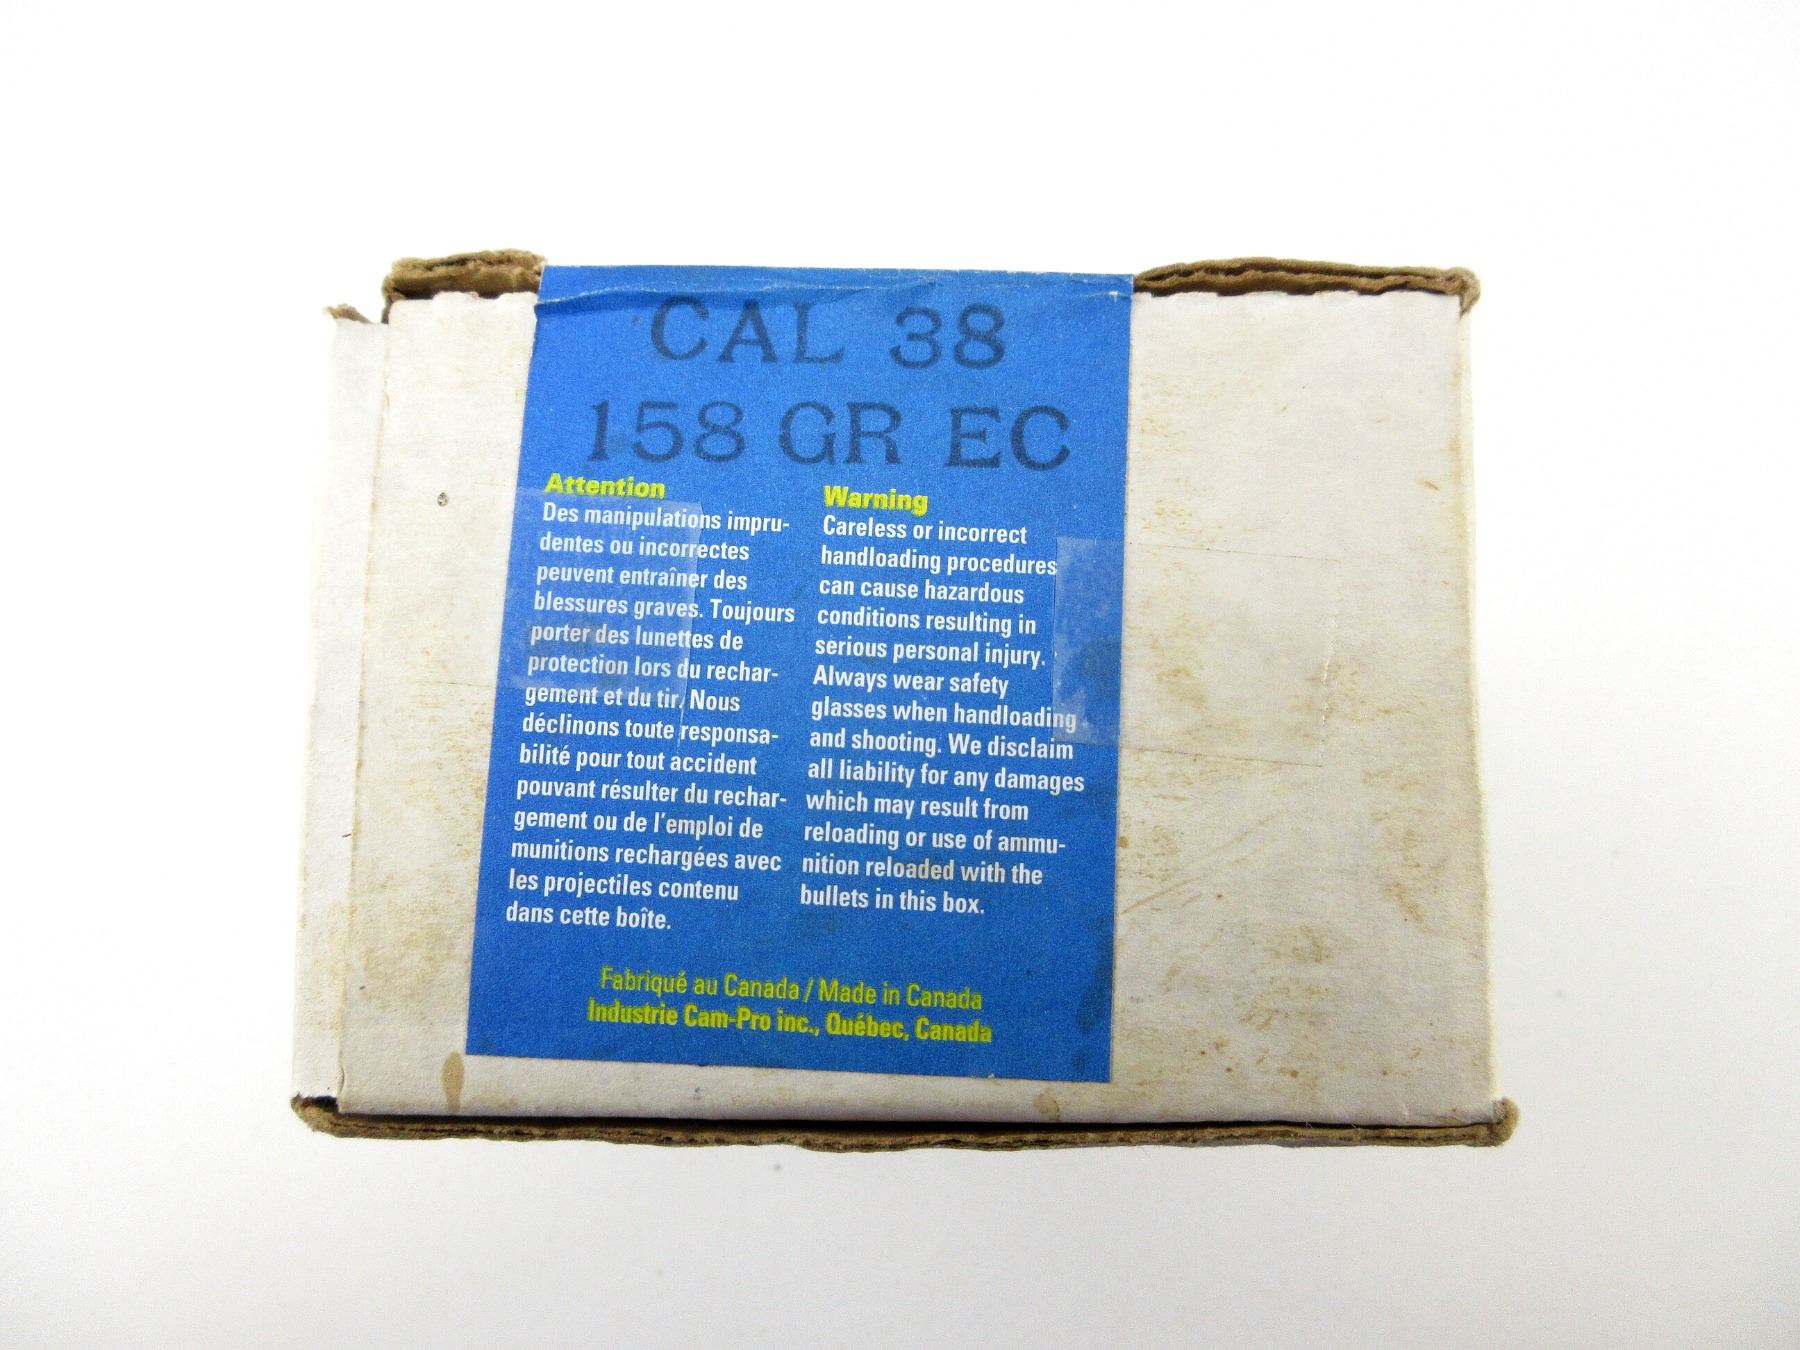 CAL 38
158 GR EC
Attention
Des manipulations impru-
dentes ou incorrectes
peuvent entraîner des
blessures graves. Toujours
porter des lunettes de
protection lors du rechar-
gement et du tir. Nous
déclinons toute responsa-
bilité pour tout accident
pouvant résulter du rechar-
gement ou de l'emploi de
munitions rechargées avec
les projectiles contenu
dans cette boîte.
Warning
Careless or incorrect
handloading procedures
can cause hazardous
conditions resulting in
serious personal injury.
Always wear safety
glasses when handloading
and shooting. We disclaim
all liability for any damages
which may result from
reloading or use of ammu-
nition reloaded with the
bullets in this box.
Fabriqué au Canada / Made in Canada
Industrie Cam-Pro inc., Québec, Canada